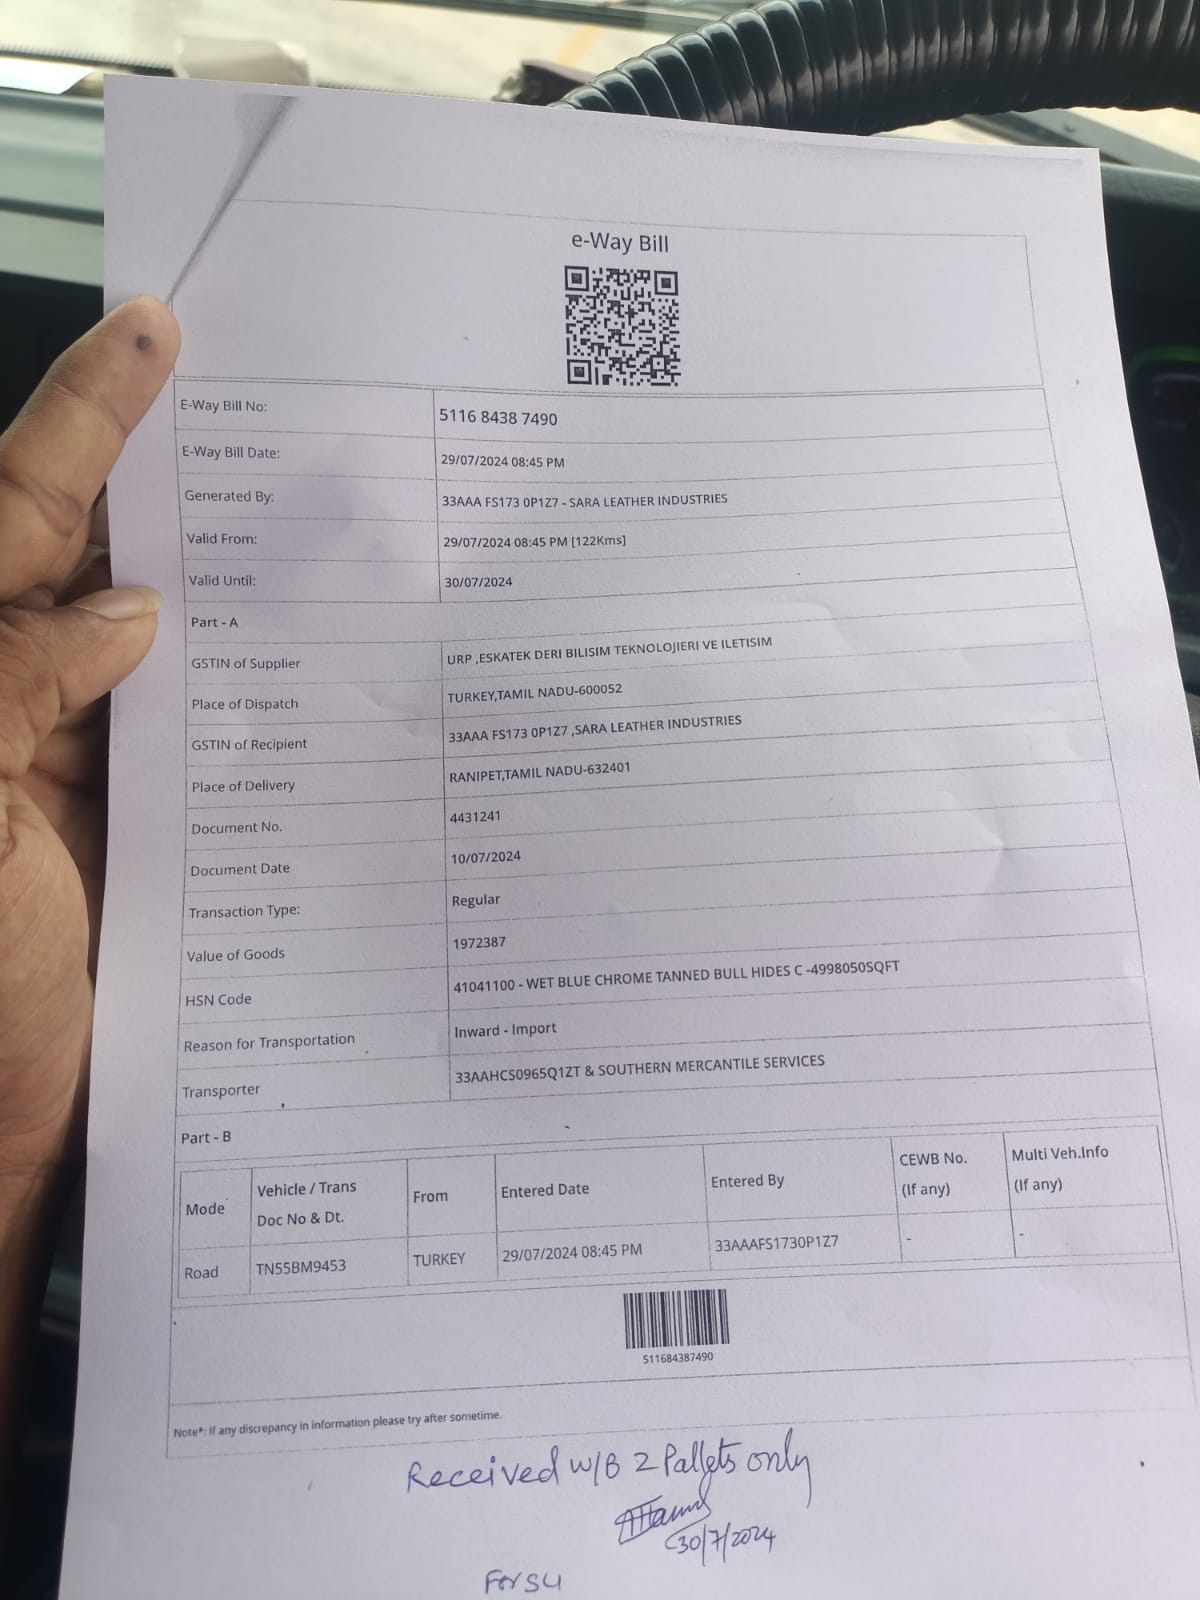 e-Way Bill
E-Way Bill No: 5116 8438 7490
E-Way Bill Date: 29/07/2024 08:45 PM
Generated By: 33AAA FS173 0P1Z7 - SARA LEATHER INDUSTRIES
Valid From: 29/07/2024 08:45 PM [122Kms]
Valid Until: 30/07/2024
Part - A
GSTIN of Supplier URP ,ESKATEK DERI BILISIM TEKNOLOJIERI VE ILETISIM
Place of Dispatch TURKEY,TAMIL NADU-600052
GSTIN of Recipient 33AAA FS173 0P1Z7 ,SARA LEATHER INDUSTRIES
Place of Delivery RANIPET,TAMIL NADU-632401
Document No. 4431241
Document Date 10/07/2024
Transaction Type: Regular
Value of Goods 1972387
HSN Code 41041100 - WET BLUE CHROME TANNED BULL HIDES C -4998050SQFT
Reason for Transportation Inward - Import
Transporter 33AAHCS0965Q1ZT & SOUTHERN MERCANTILE SERVICES
Part - B
Mode Vehicle / Trans Doc No & Dt. From Entered Date Entered By CEWB No. (If any) Multi Veh.Info (If any)
Road TN55BM9453 TURKEY 29/07/2024 08:45 PM 33AAAFS1730P1Z7 - -
511684387490
Note*: If any discrepancy in information please try after sometime.
Received W/B 2 Pallets only
30/7/2024
For SLI